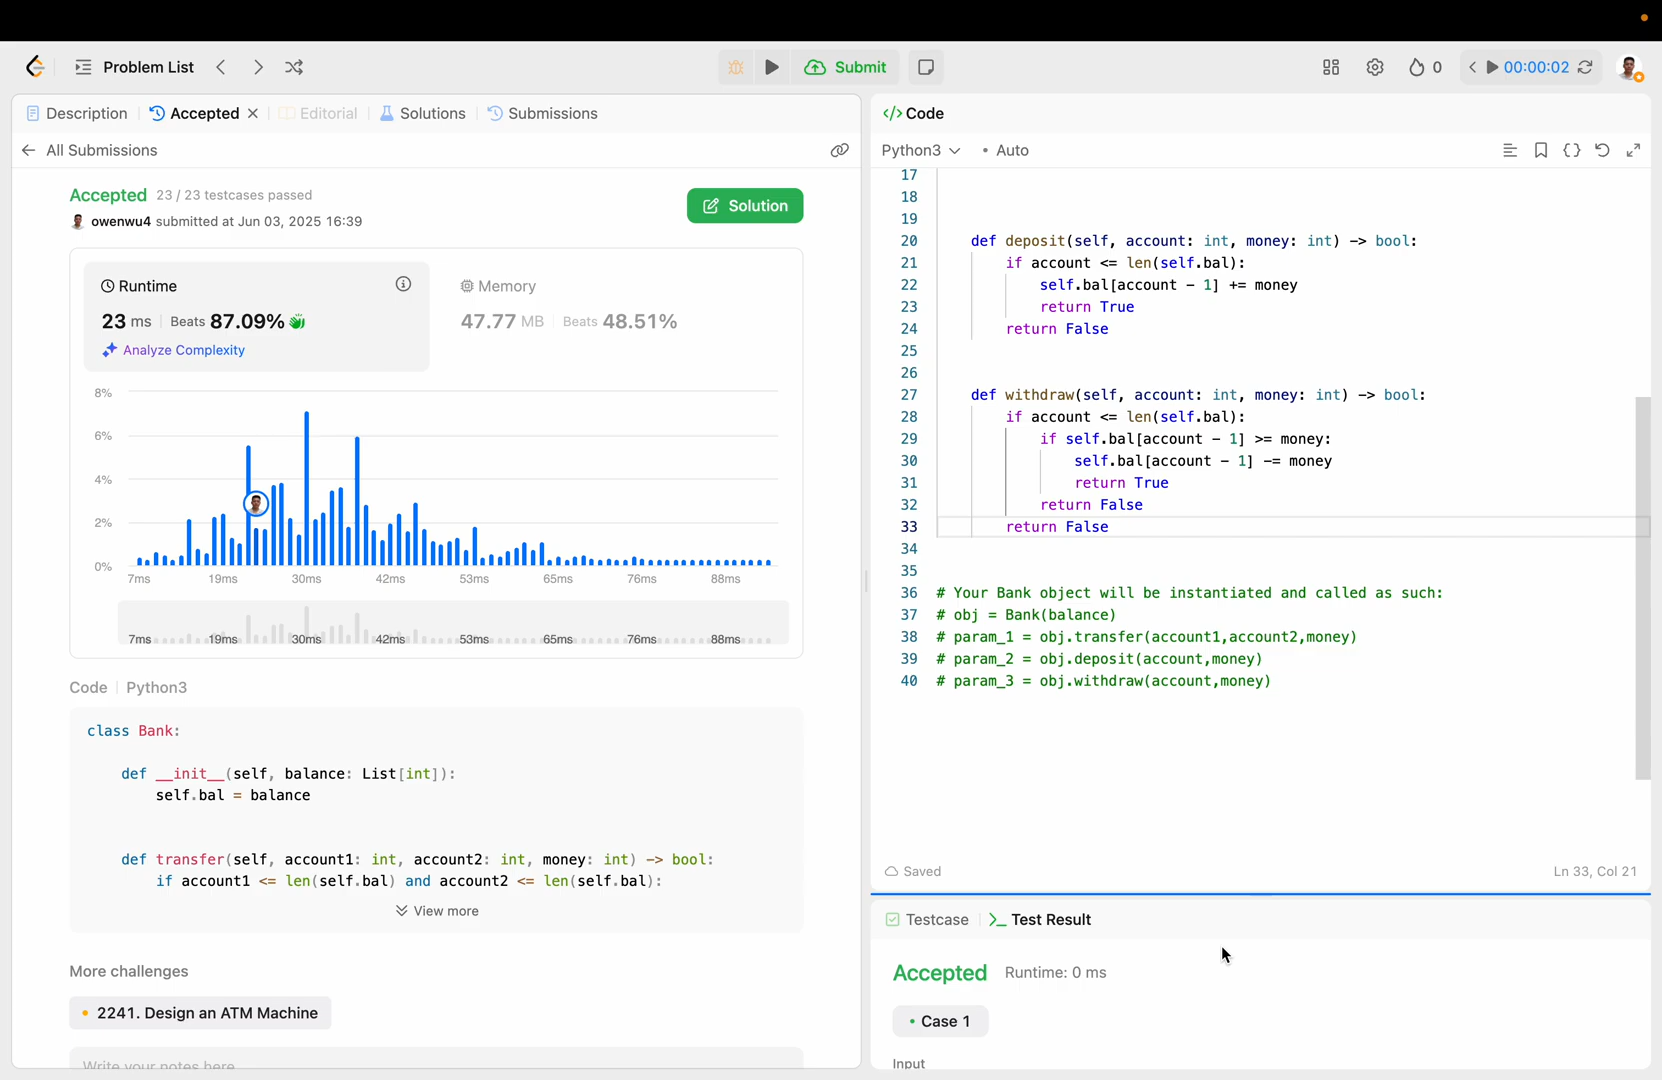 Problem List
Submit
0
00:00:02
Description
Accepted
Editorial
Solutions
Submissions
All Submissions
Accepted 23 / 23 testcases passed
owenwu4 submitted at Jun 03, 2025 16:39
Solution
Runtime
23 ms | Beats 87.09%
Analyze Complexity
Memory
47.77 MB | Beats 48.51%
8%
6%
4%
2%
0%
7ms 19ms 30ms 42ms 53ms 65ms 76ms 88ms
7ms 19ms 30ms 42ms 53ms 65ms 76ms 88ms
Code | Python3
class Bank:
def __init__(self, balance: List[int]):
self.bal = balance
def transfer(self, account1: int, account2: int, money: int) -> bool:
if account1 <= len(self.bal) and account2 <= len(self.bal):
View more
More challenges
2241. Design an ATM Machine
Write your notes here
</> Code
Python3 • Auto
17
18
19
20 def deposit(self, account: int, money: int) -> bool:
21 if account <= len(self.bal):
22 self.bal[account - 1] += money
23 return True
24 return False
25
26
27 def withdraw(self, account: int, money: int) -> bool:
28 if account <= len(self.bal):
29 if self.bal[account - 1] >= money:
30 self.bal[account - 1] -= money
31 return True
32 return False
33 return False
34
35
36 # Your Bank object will be instantiated and called as such:
37 # obj = Bank(balance)
38 # param_1 = obj.transfer(account1,account2,money)
39 # param_2 = obj.deposit(account,money)
40 # param_3 = obj.withdraw(account,money)
Saved
Ln 33, Col 21
Testcase
Test Result
Accepted Runtime: 0 ms
• Case 1
Input